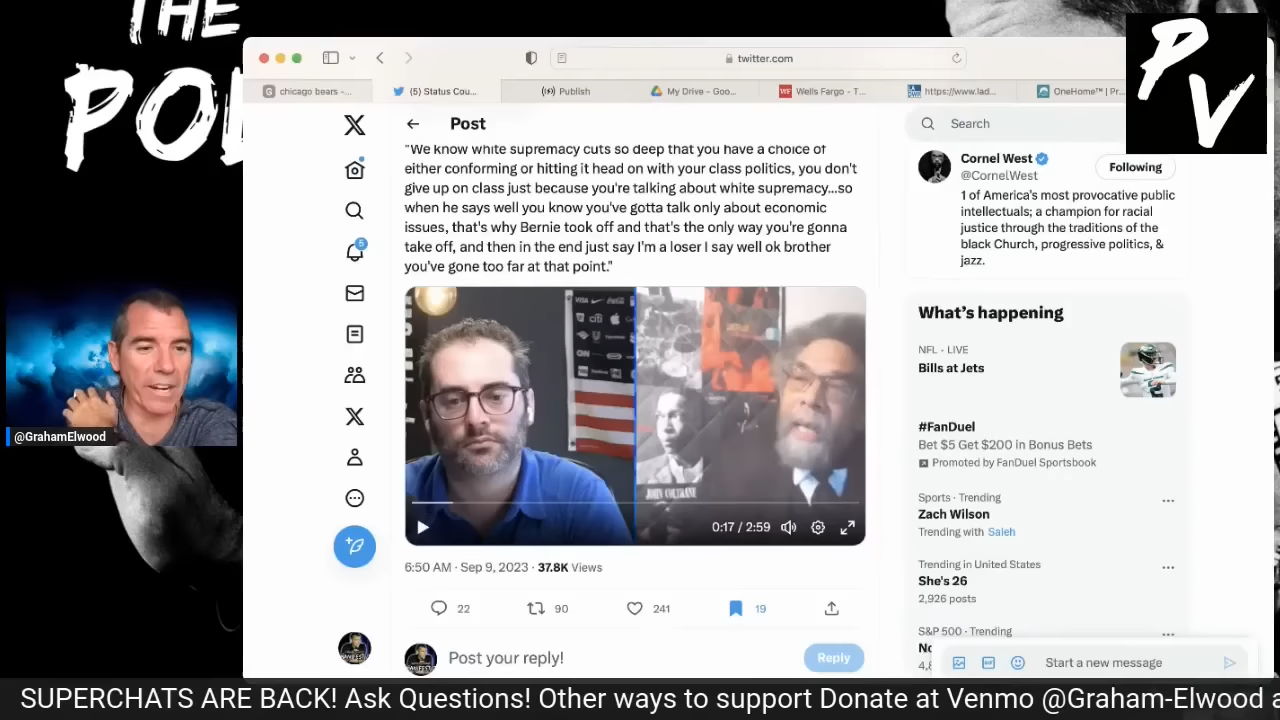 THE
PO
PV
twitter.com
chicago bears -...
(5) Status Cou...
Publish
My Drive – Goo...
WF
Wells Fargo - T...
https://www.lad...
OneHome™ | Pr...
Post
Search
"We know white supremacy cuts so deep that you have a choice of
either conforming or hitting it head on with your class politics, you don't
give up on class just because you're talking about white supremacy...so
when he says well you know you've gotta talk only about economic
issues, that's why Bernie took off and that's the only way you're gonna
take off, and then in the end just say I'm a loser I say well ok brother
you've gone too far at that point."
Cornel West
@CornelWest
Following
1 of America's most provocative public
intellectuals; a champion for racial
justice through the traditions of the
black Church, progressive politics, &
jazz.
5
What's happening
NFL · LIVE
Bills at Jets
#FanDuel
Bet $5 Get $200 in Bonus Bets
Promoted by FanDuel Sportsbook
Sports · Trending
Zach Wilson
Trending with Saleh
Trending in United States
She's 26
2,926 posts
S&P 500 · Trending
VISA
citi
JOHN COLTRANE
0:17 / 2:59
6:50 AM · Sep 9, 2023 · 37.8K Views
22
90
241
19
Post your reply!
Reply
Start a new message
@GrahamElwood
SUPERCHATS ARE BACK! Ask Questions! Other ways to support Donate at Venmo @Graham-Elwood